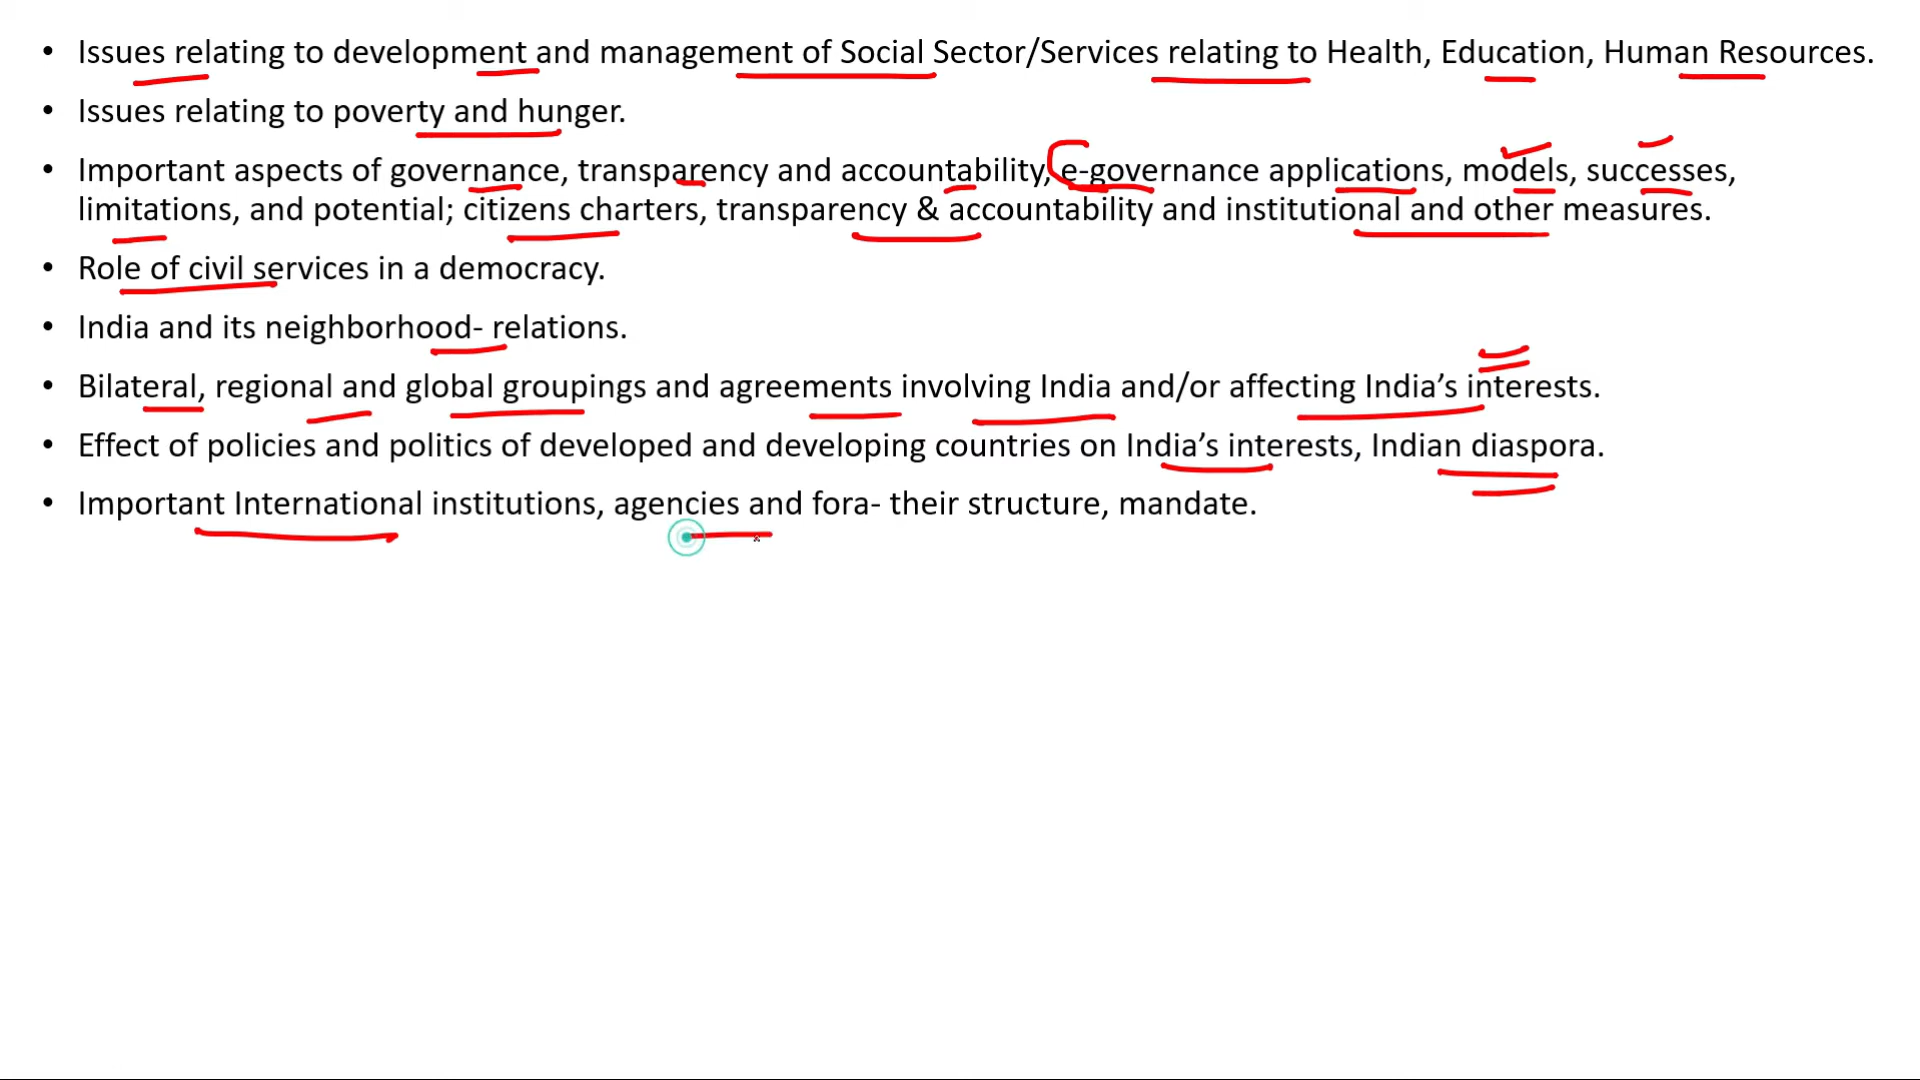 • Issues relating to development and management of Social Sector/Services relating to Health, Education, Human Resources.
• Issues relating to poverty and hunger.
• Important aspects of governance, transparency and accountability, e-governance applications, models, successes,
limitations, and potential; citizens charters, transparency & accountability and institutional and other measures.
• Role of civil services in a democracy.
• India and its neighborhood- relations.
• Bilateral, regional and global groupings and agreements involving India and/or affecting India’s interests.
• Effect of policies and politics of developed and developing countries on India’s interests, Indian diaspora.
• Important International institutions, agencies and fora- their structure, mandate.